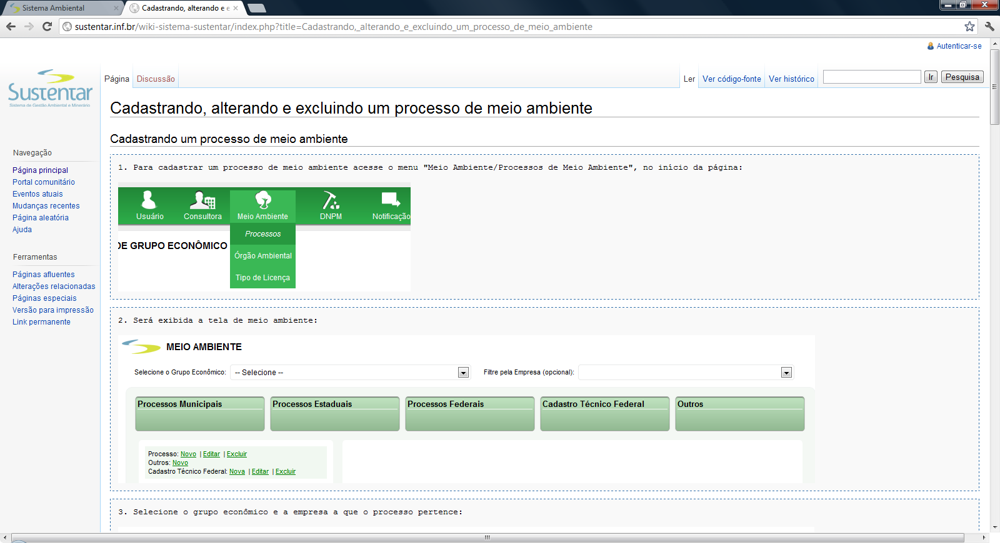 Sistema Ambiental
Cadastrando, alterando e e
sustentar.inf.br/wiki-sistema-sustentar/index.php?title=Cadastrando,_alterando_e_excluindo_um_processo_de_meio_ambiente
Autenticar-se
Sustentar
Sistema de Gestão Ambiental e Minerário
Página
Discussão
Ler
Ver código-fonte
Ver histórico
Ir
Pesquisa
Cadastrando, alterando e excluindo um processo de meio ambiente
Navegação
Página principal
Portal comunitário
Eventos atuais
Mudanças recentes
Página aleatória
Ajuda
Ferramentas
Páginas afluentes
Alterações relacionadas
Páginas especiais
Versão para impressão
Link permanente
Cadastrando um processo de meio ambiente
1. Para cadastrar um processo de meio ambiente acesse o menu "Meio Ambiente/Processos de Meio Ambiente", no início da página:
Usuário
Consultora
Meio Ambiente
DNPM
Notificação
Processos
DE GRUPO ECONÔMICO
Órgão Ambiental
Tipo de Licença
2. Será exibida a tela de meio ambiente:
MEIO AMBIENTE
Selecione o Grupo Econômico:
-- Selecione --
Filtre pela Empresa (opcional):
Processos Municipais
Processos Estaduais
Processos Federais
Cadastro Técnico Federal
Outros
Processo: Novo | Editar | Excluir
Outros: Novo
Cadastro Técnico Federal: Nova | Editar | Excluir
3. Selecione o grupo econômico e a empresa a que o processo pertence: